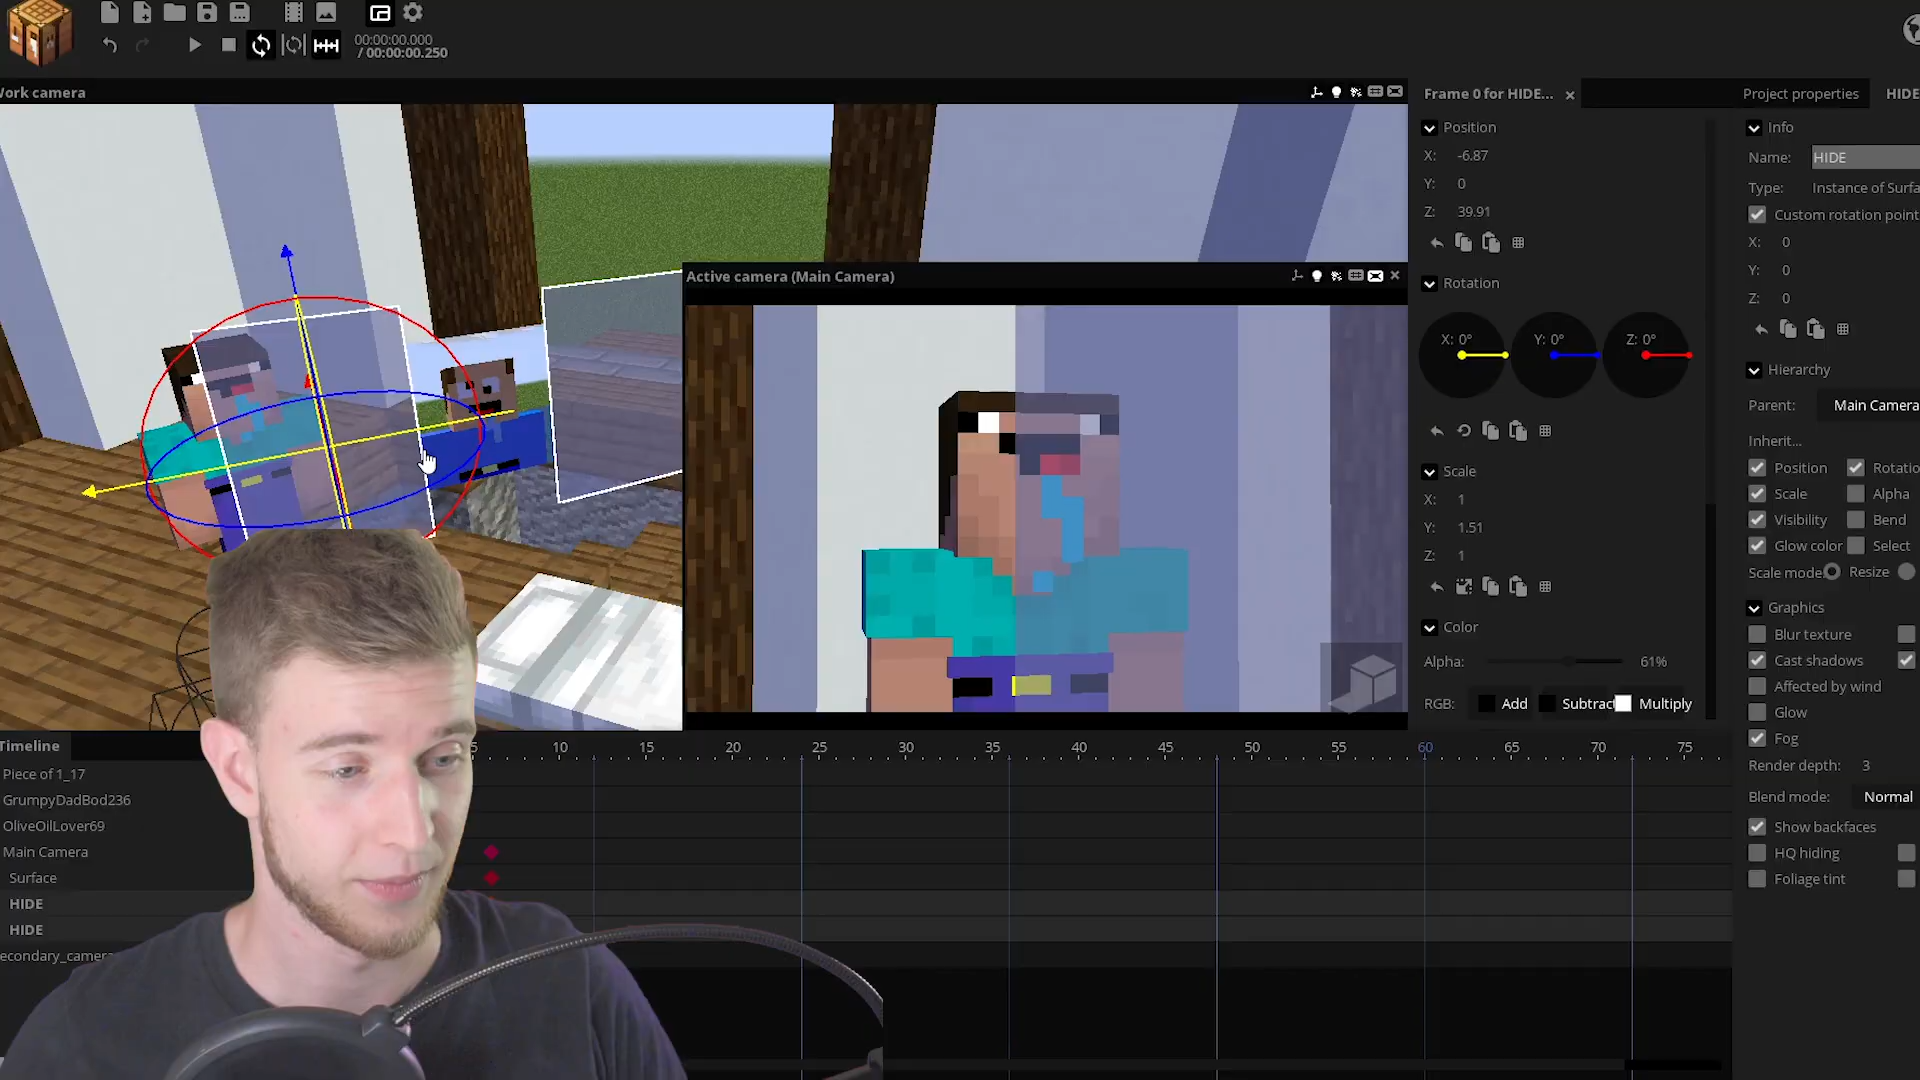 00:00:00.000
/ 00:00:00.250
Work camera
Active camera (Main Camera)
Frame 0 for HIDE...
Project properties
HIDE
Position
X: -6.87
Y: 0
Z: 39.91
Rotation
X: 0° Y: 0° Z: 0°
Scale
X: 1
Y: 1.51
Z: 1
Color
Alpha: 61%
RGB: Add Subtract Multiply
Info
Name: HIDE
Type: Instance of Surfa
Custom rotation point
X: 0
Y: 0
Z: 0
Hierarchy
Parent: Main Camera
Inherit...
Position Rotatio
Scale Alpha
Visibility Bend
Glow color Select
Scale mode: Resize
Graphics
Blur texture
Cast shadows
Affected by wind
Glow
Fog
Render depth: 3
Blend mode: Normal
Show backfaces
HQ hiding
Foliage tint
Timeline
5 10 15 20 25 30 35 40 45 50 55 60 65 70 75
Piece of 1_17
GrumpyDadBod236
OliveOilLover69
Main Camera
Surface
HIDE
HIDE
econdary_camera